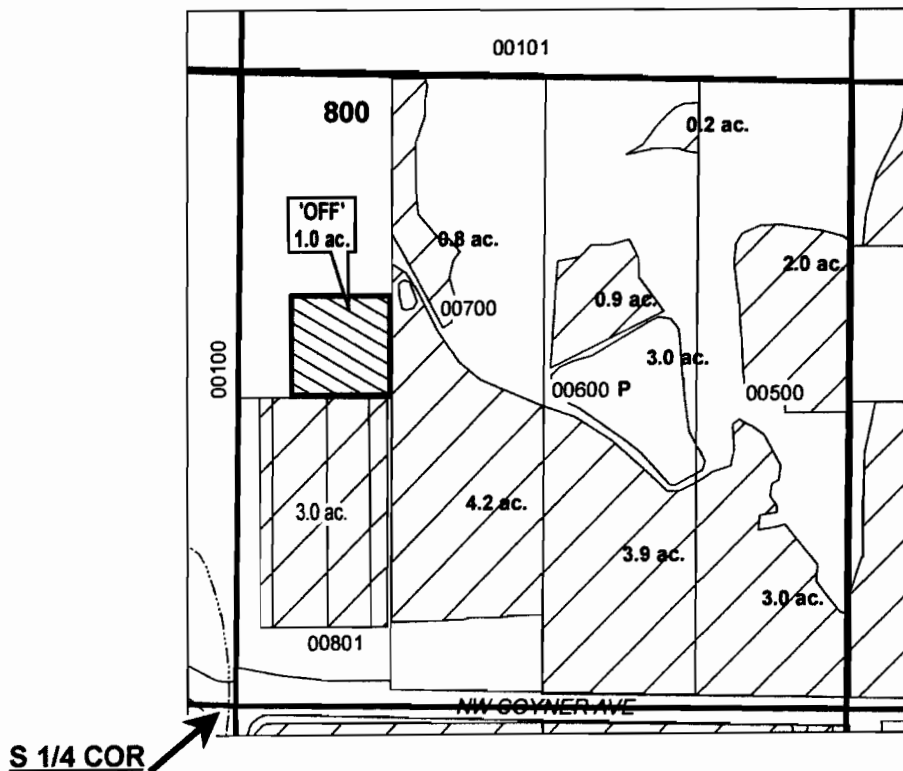 00101
800
0.2 ac.
'OFF'
1.0 ac.
0.8 ac.
2.0 ac.
0.9 ac.
00700
3.0 ac.
00100
00600 P
00500
3.0 ac.
4.2 ac.
3.9 ac.
3.0 ac.
00801
NW COYNER AVE
S 1/4 COR